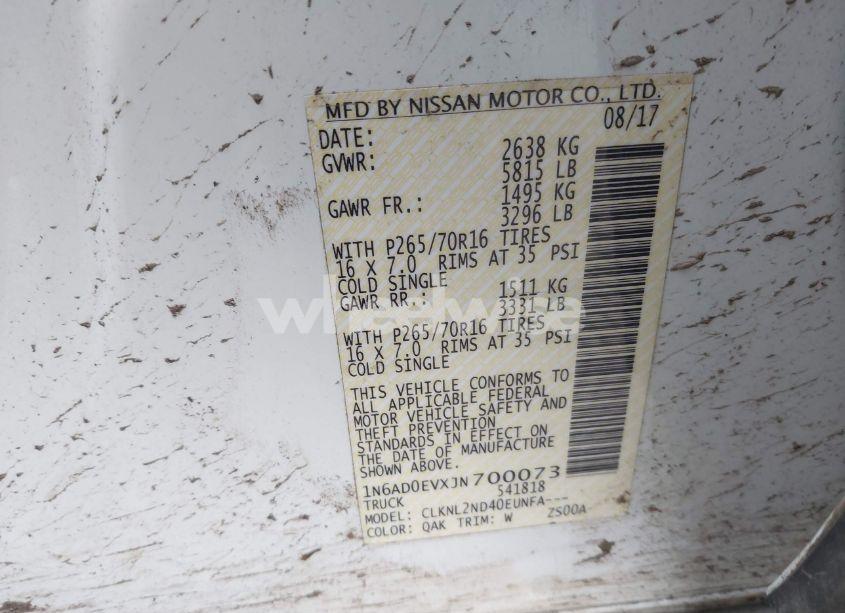 MFD BY NISSAN MOTOR CO., LTD.
DATE: 08/17
GVWR: 2638 KG
5815 LB
GAWR FR.: 1495 KG
3296 LB
WITH P265/70R16 TIRES
16 X 7.0 RIMS AT 35 PSI
COLD SINGLE
GAWR RR.: 1511 KG
3331 LB
WITH P265/70R16 TIRES
16 X 7.0 RIMS AT 35 PSI
COLD SINGLE
THIS VEHICLE CONFORMS TO
ALL APPLICABLE FEDERAL
MOTOR VEHICLE SAFETY AND
THEFT PREVENTION
STANDARDS IN EFFECT ON
THE DATE OF MANUFACTURE
SHOWN ABOVE.
1N6AD0EVXJN700073
TRUCK 541818
MODEL: CLKNL2ND40EUNFA---
COLOR: QAK TRIM: W ZS00A
wheelwise